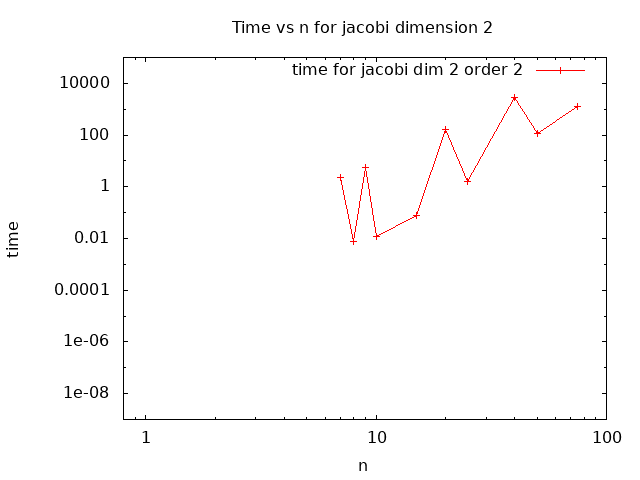 Time vs n for jacobi dimension 2
time for jacobi dim 2 order 2
10000
100
1
0.01
0.0001
1e-06
1e-08
time
1 10 100
n